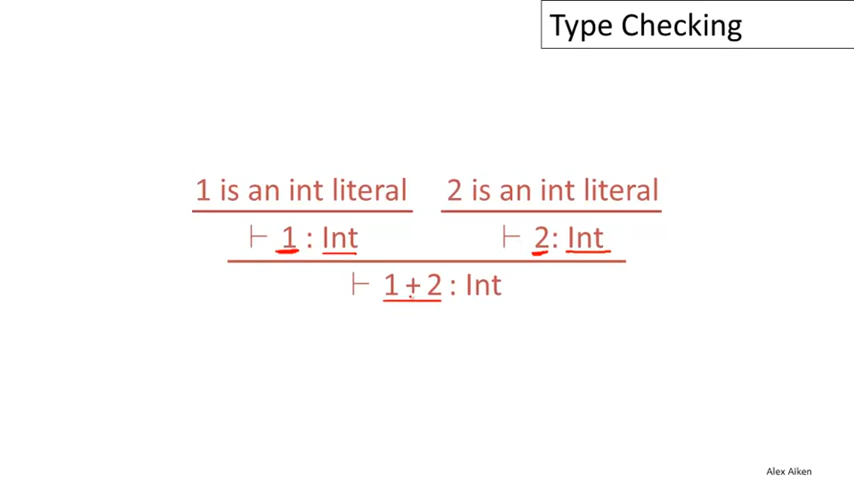 Type Checking
1 is an int literal 2 is an int literal
⊢ 1 : Int ⊢ 2: Int
⊢ 1 + 2 : Int
Alex Aiken